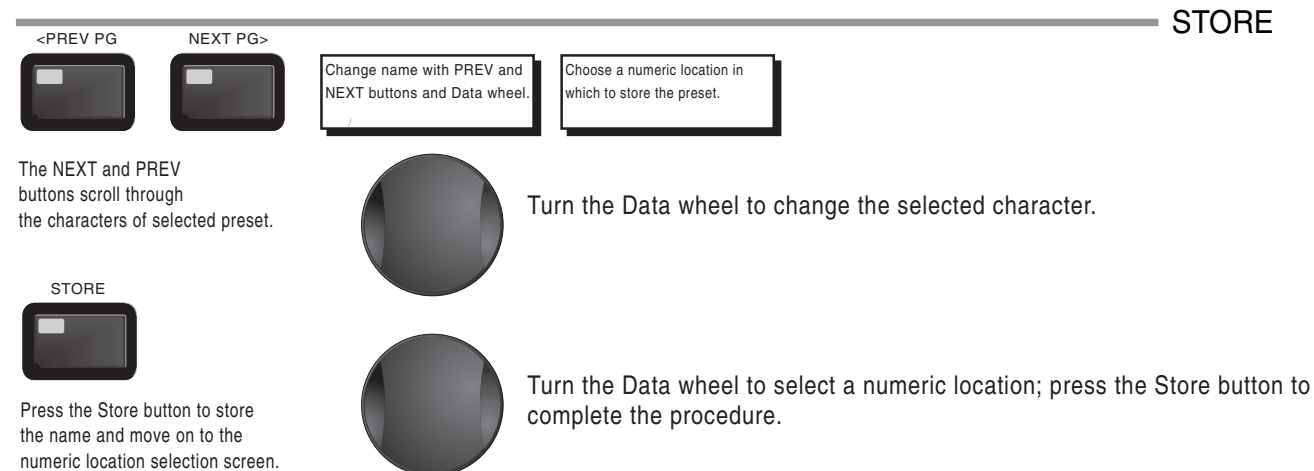 STORE
<PREV PG
NEXT PG>
Change name with PREV and
NEXT buttons and Data wheel.
Choose a numeric location in
which to store the preset.
The NEXT and PREV
buttons scroll through
the characters of selected preset.
Turn the Data wheel to change the selected character.
STORE
Press the Store button to store
the name and move on to the
numeric location selection screen.
Turn the Data wheel to select a numeric location; press the Store button to
complete the procedure.